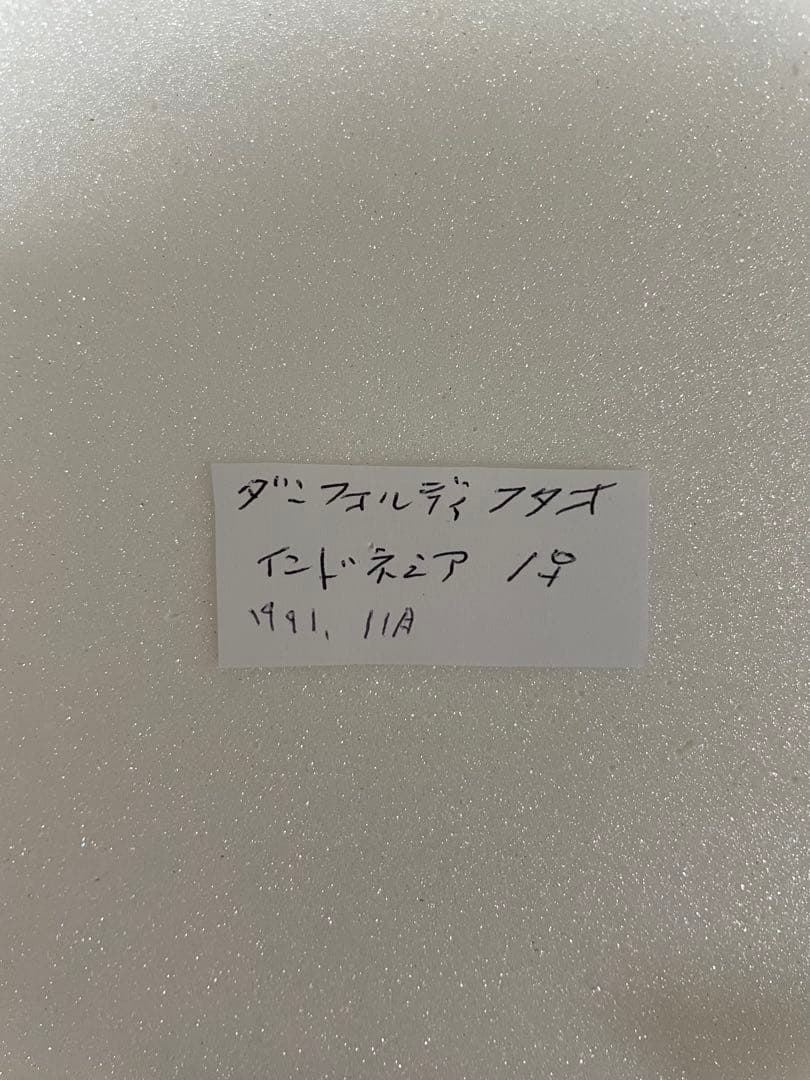 ダンフォルディ フタオ
インドネシア 1♀
1991. 11月